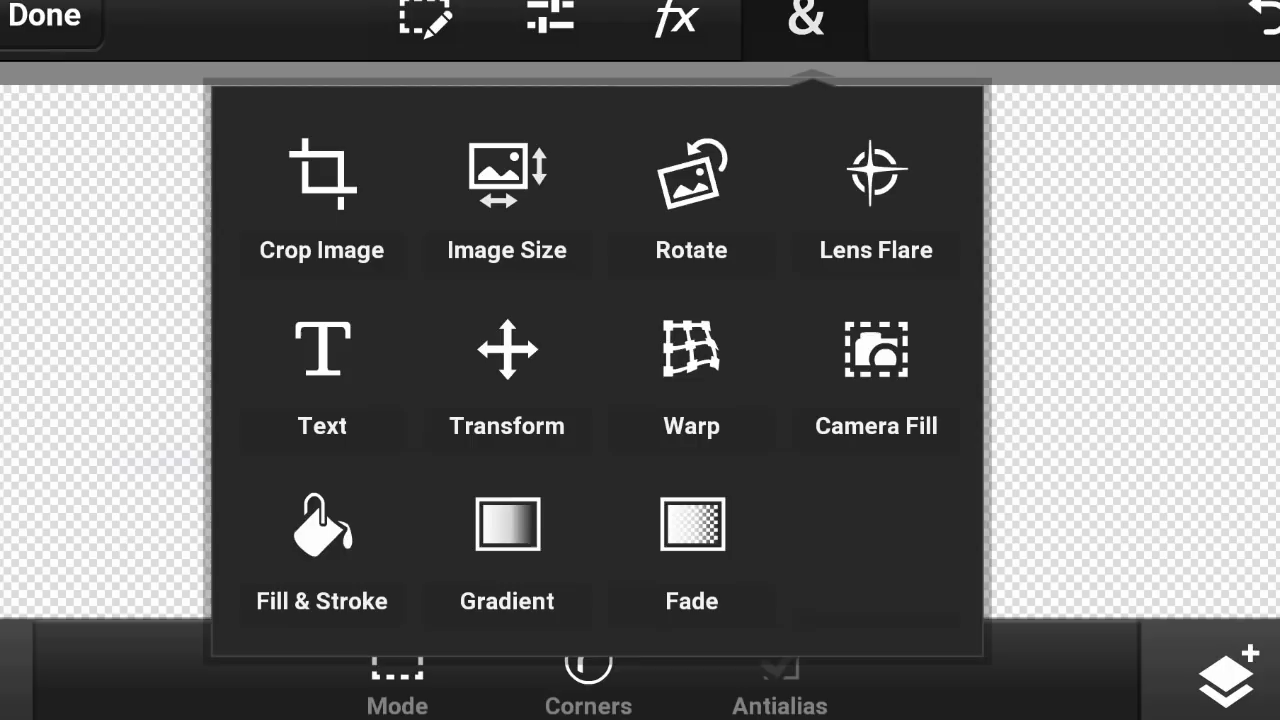 Done
fx
&
Crop Image
Image Size
Rotate
Lens Flare
Text
Transform
Warp
Camera Fill
Fill & Stroke
Gradient
Fade
Mode
Corners
Antialias